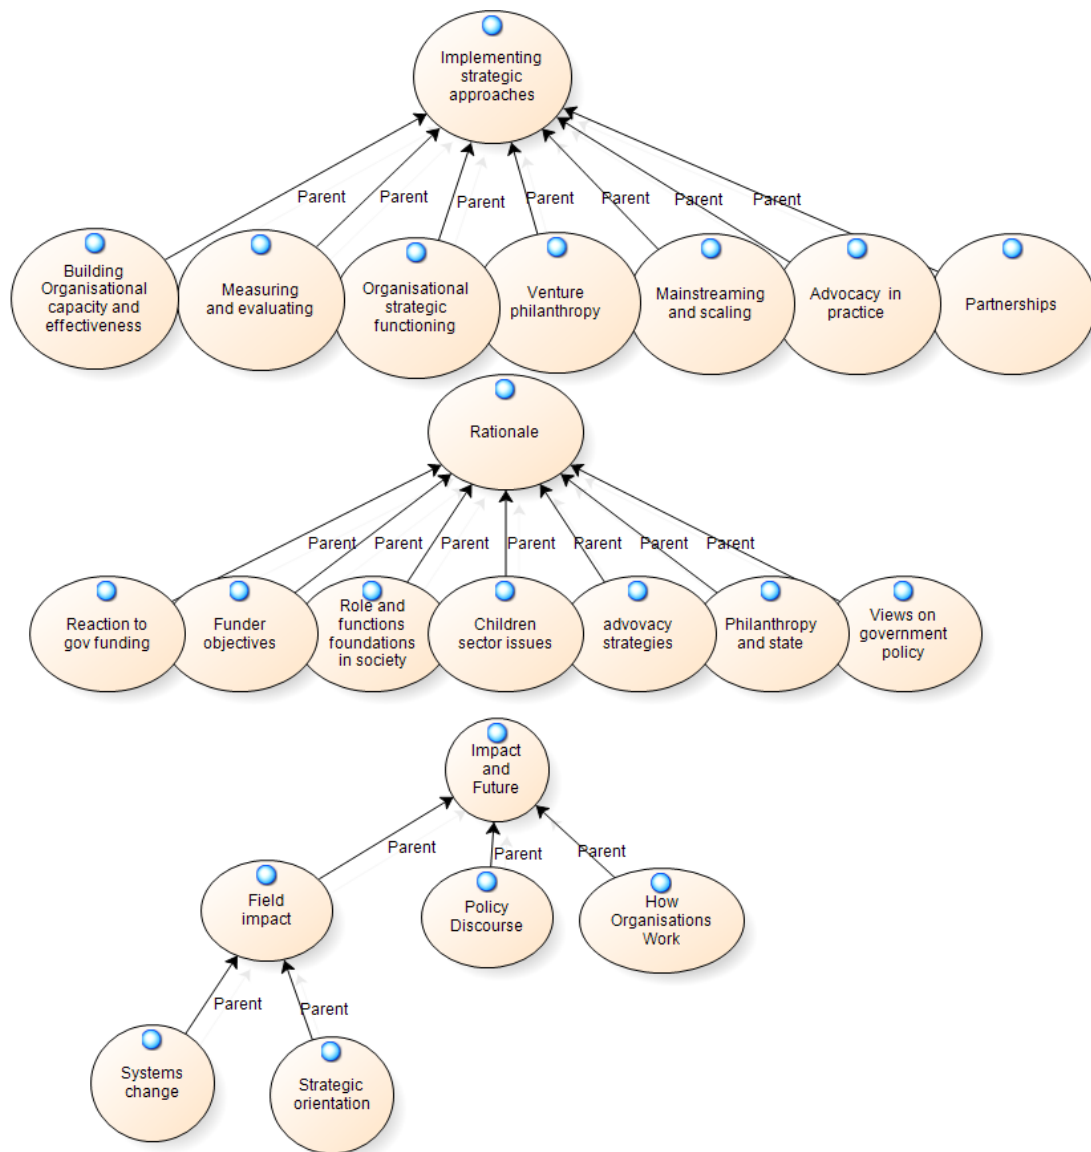 Implementing
strategic
approaches
Parent
Parent
Parent
Parent
Parent
Parent
Parent
Building
Organisational
capacity and
effectiveness
Measuring
and evaluating
Organisational
strategic
functioning
Venture
philanthropy
Mainstreaming
and scaling
Advocacy in
practice
Partnerships
Rationale
Parent
Parent
Parent
Parent
Parent
Parent
Parent
Reaction to
gov funding
Funder
objectives
Role and
functions
foundations
in society
Children
sector issues
advocacy
strategies
Philanthropy
and state
Views on
government
policy
Impact
and
Future
Parent
Parent
Parent
Field
impact
Policy
Discourse
How
Organisations
Work
Parent
Parent
Systems
change
Strategic
orientation